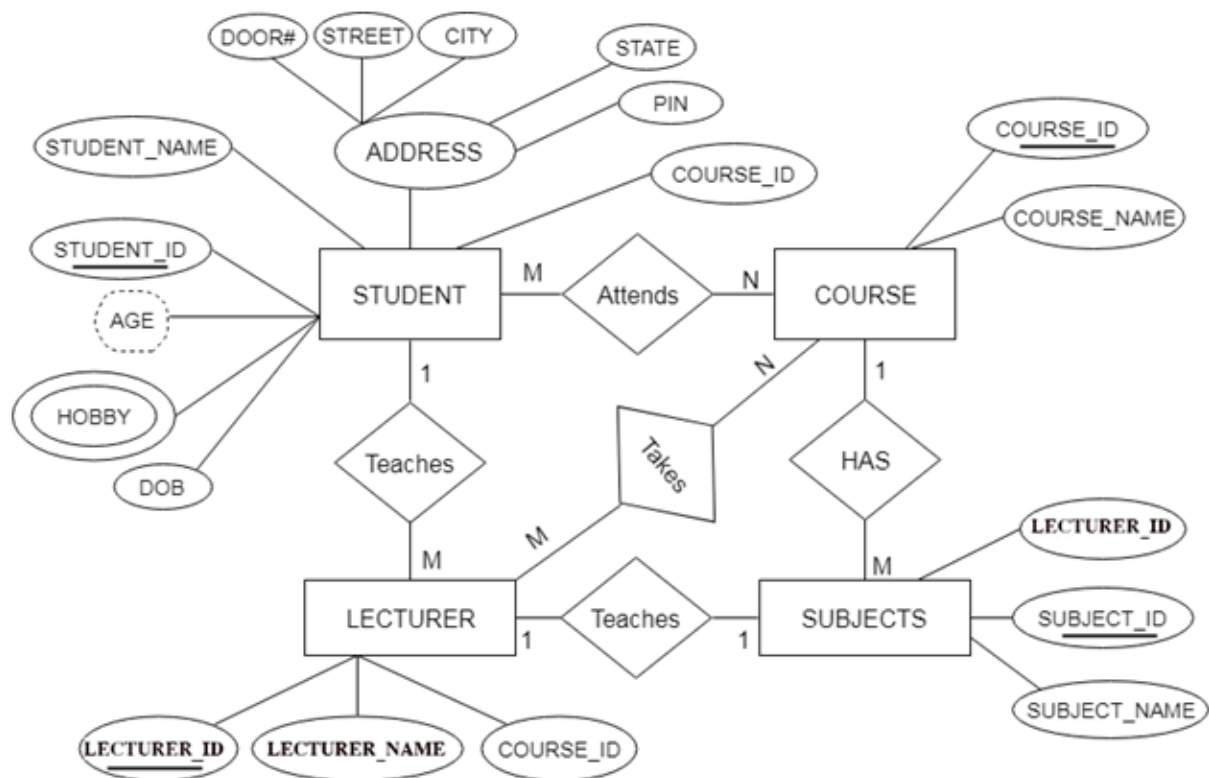 DOOR#
STREET
CITY
STATE
PIN
ADDRESS
STUDENT_NAME
COURSE_ID
COURSE_ID
COURSE_NAME
STUDENT_ID
AGE
HOBBY
DOB
STUDENT
M
Attends
N
COURSE
1
Teaches
M
N
Takes
M
1
HAS
M
LECTURER
1
Teaches
1
SUBJECTS
LECTURER_ID
SUBJECT_ID
SUBJECT_NAME
LECTURER_ID
LECTURER_NAME
COURSE_ID